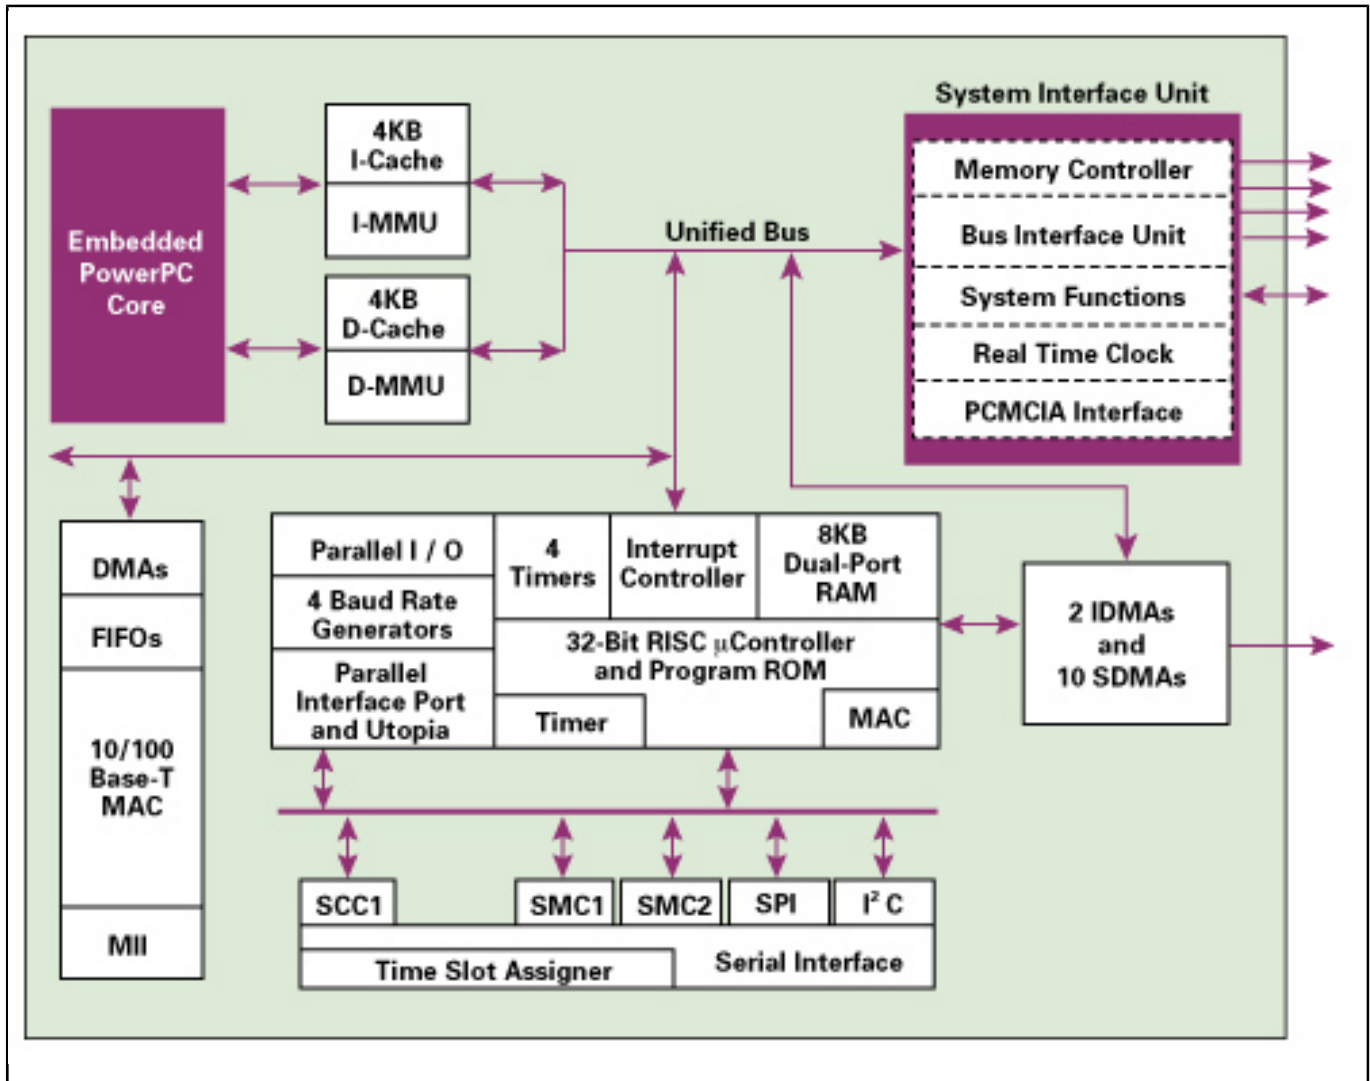 System Interface Unit
4KB
I-Cache
I-MMU
Embedded
PowerPC
Core
4KB
D-Cache
D-MMU
Unified Bus
Memory Controller
Bus Interface Unit
System Functions
Real Time Clock
PCMCIA Interface
DMAs
FIFOs
10/100
Base-T
MAC
MII
Parallel I / O
4 Baud Rate
Generators
Parallel
Interface Port
and Utopia
4
Timers
Interrupt
Controller
8KB
Dual-Port
RAM
32-Bit RISC µController
and Program ROM
Timer
MAC
2 IDMAs
and
10 SDMAs
SCC1
SMC1
SMC2
SPI
I² C
Time Slot Assigner
Serial Interface